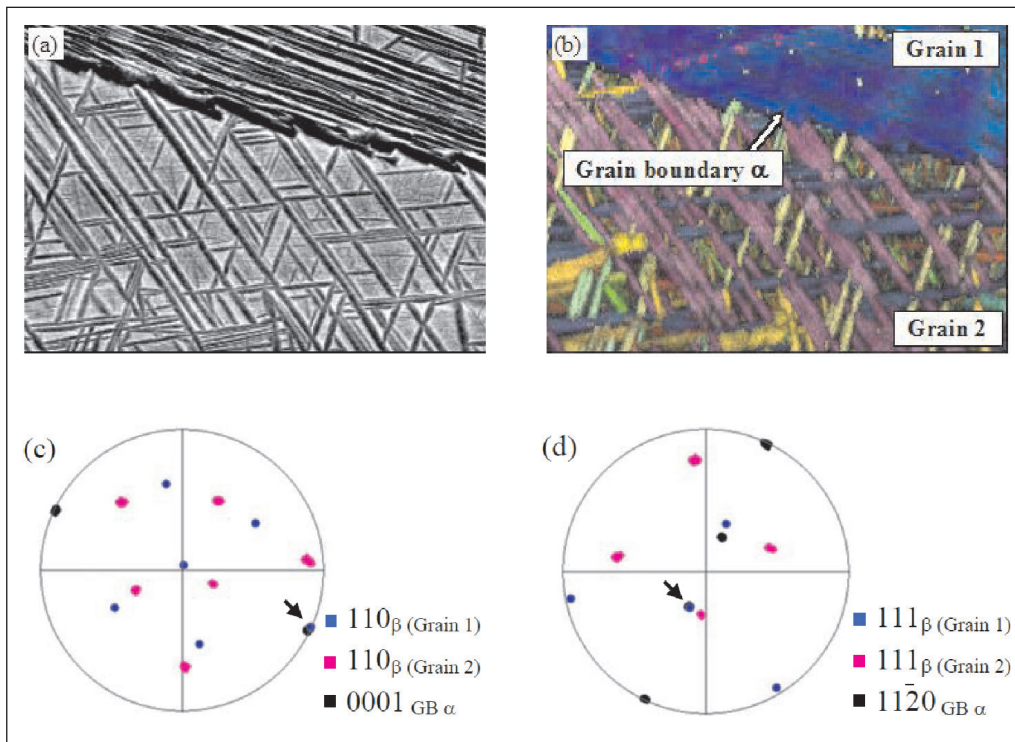 (a)
(b)
Grain 1
Grain boundary α
Grain 2
(c)
110β (Grain 1)
110β (Grain 2)
0001 GB α
(d)
111β (Grain 1)
111β (Grain 2)
112̄0 GB α